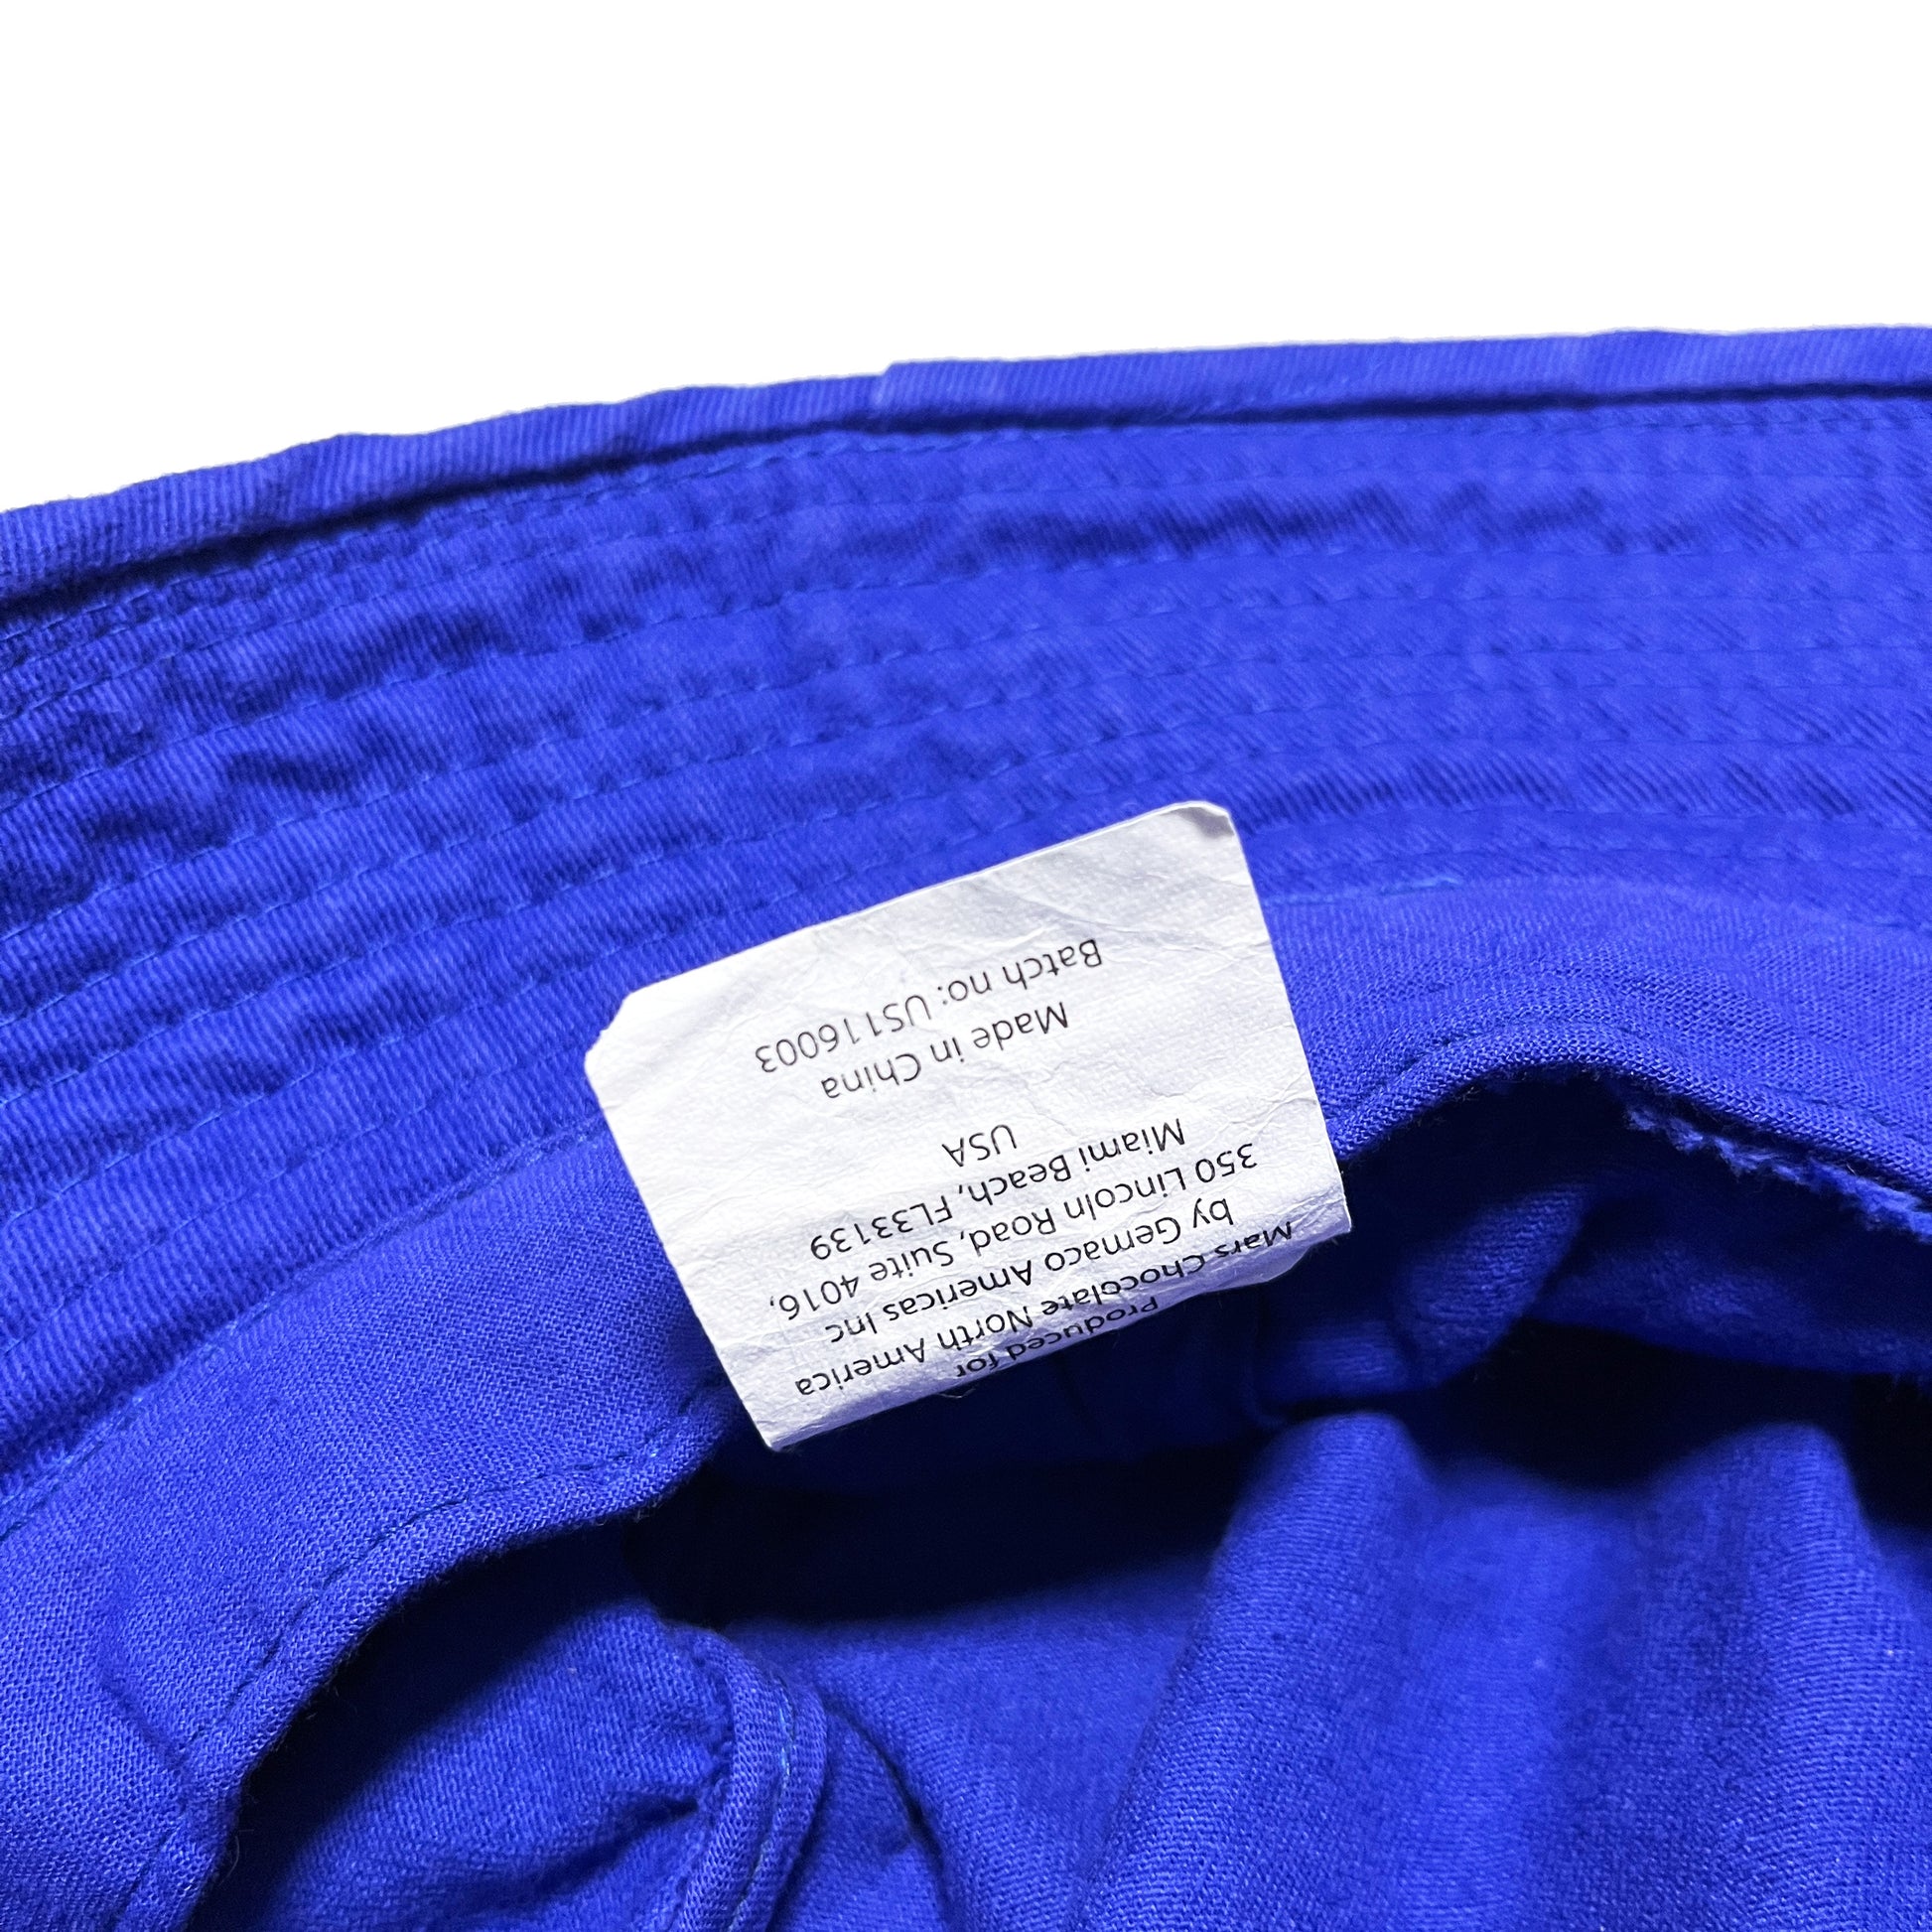 Produced for
Mars Chocolate North America
by Gemaco Americas Inc
350 Lincoln Road, Suite 4016,
Miami Beach, FL33139
USA
Made in China
Batch no: US116003